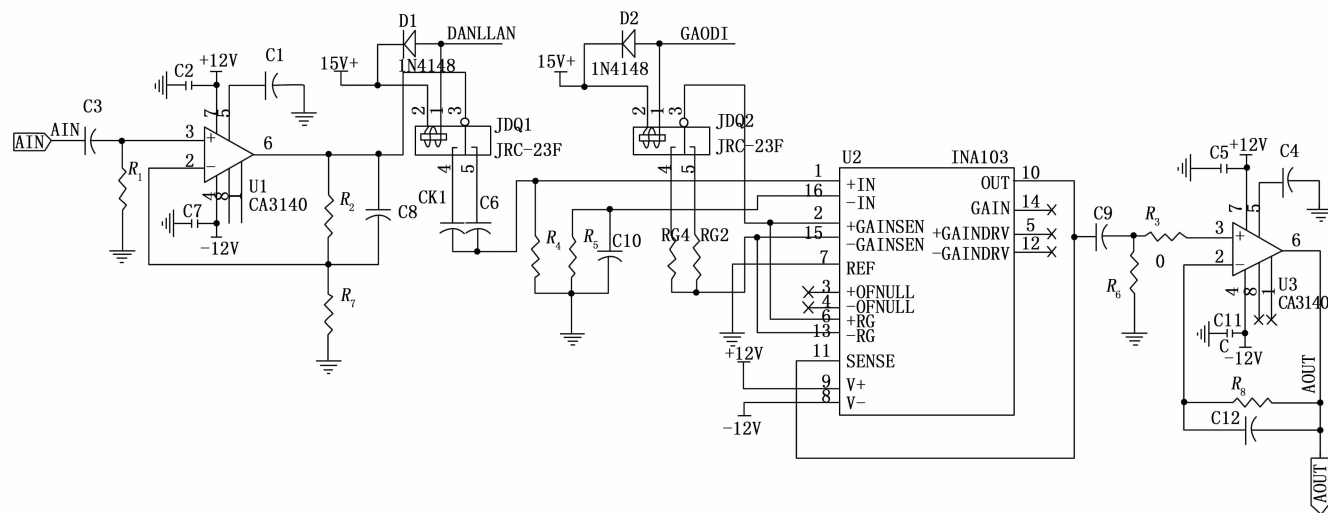 D1
DANLLAN
1N4148
15V+
2
1
3
JDQ1
JRC-23F
4
5
CK1
C6
D2
GAODI
1N4148
15V+
2
1
3
JDQ2
JRC-23F
4
5
RG4
RG2
+12V
C1
C2
7
5
C3
AIN
AIN
3
+
6
2
−
R1
4
8
U1
CA3140
C7
−12V
R2
C8
R7
R4
R5
C10
U2
INA103
1
+IN
16
−IN
2
+GAINSEN
15
−GAINSEN
7
REF
3
+OFNULL
4
−OFNULL
6
+RG
13
−RG
11
SENSE
9
V+
8
V−
OUT
10
GAIN
14
+GAINDRV
5
−GAINDRV
12
+12V
−12V
C9
R3
0
R6
+12V
C5
C4
7
5
3
+
6
2
−
4
8
1
U3
CA3140
C11
C
−12V
R8
C12
AOUT
AOUT